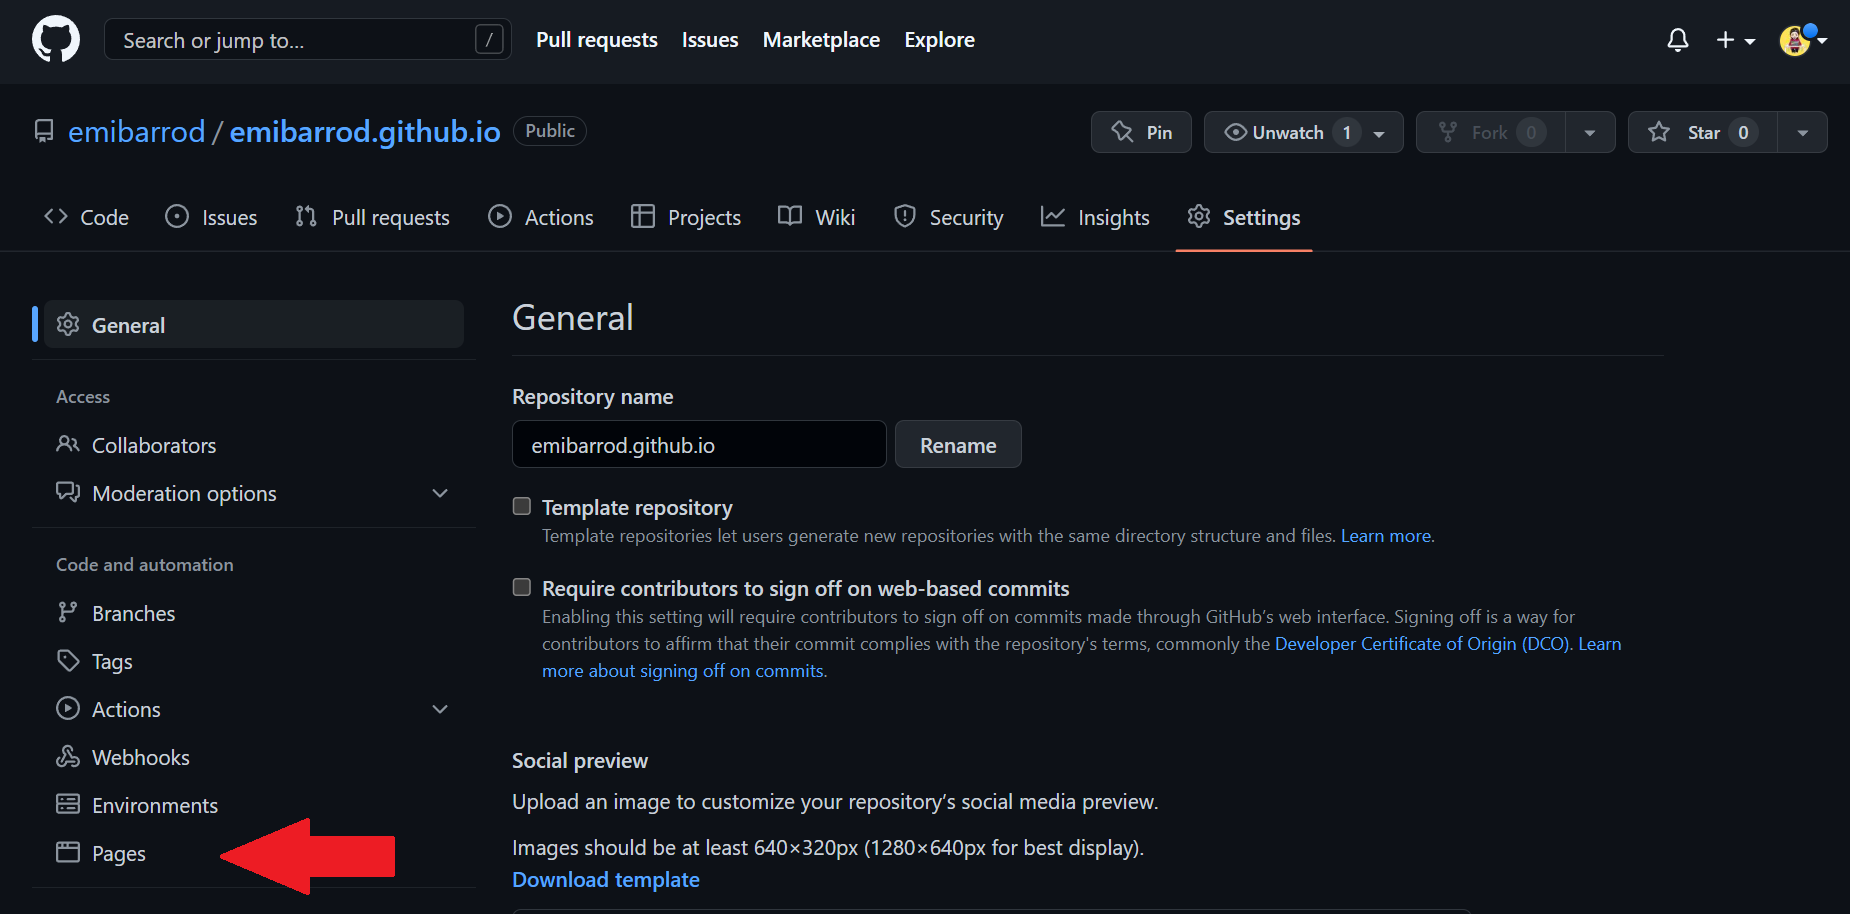 Search or jump to... /
Pull requests Issues Marketplace Explore
emibarrod / emibarrod.github.io Public
Pin Unwatch 1 Fork 0 Star 0
Code Issues Pull requests Actions Projects Wiki Security Insights Settings
General
Access
Collaborators
Moderation options
Code and automation
Branches
Tags
Actions
Webhooks
Environments
Pages
General
Repository name
emibarrod.github.io Rename
Template repository
Template repositories let users generate new repositories with the same directory structure and files. Learn more.
Require contributors to sign off on web-based commits
Enabling this setting will require contributors to sign off on commits made through GitHub’s web interface. Signing off is a way for
contributors to affirm that their commit complies with the repository's terms, commonly the Developer Certificate of Origin (DCO). Learn
more about signing off on commits.
Social preview
Upload an image to customize your repository’s social media preview.
Images should be at least 640×320px (1280×640px for best display).
Download template